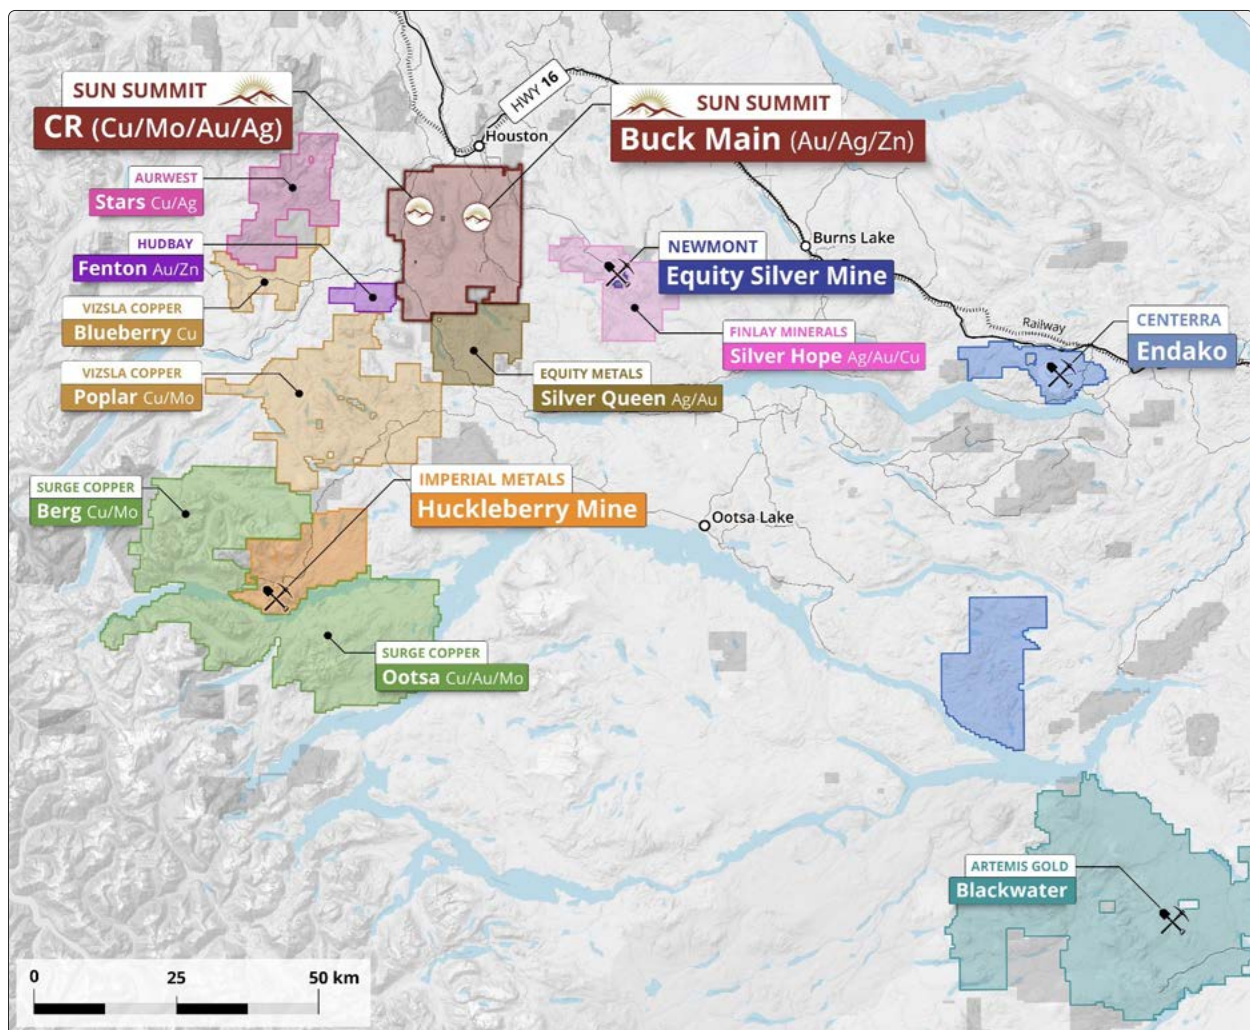 SUN SUMMIT
CR (Cu/Mo/Au/Ag)
HWY 16
SUN SUMMIT
Buck Main (Au/Ag/Zn)
Houston
AURWEST
Stars Cu/Ag
HUDBAY
Fenton Au/Zn
VIZSLA COPPER
Blueberry Cu
VIZSLA COPPER
Poplar Cu/Mo
NEWMONT
Equity Silver Mine
Burns Lake
FINLAY MINERALS
Silver Hope Ag/Au/Cu
Railway
CENTERRA
Endako
EQUITY METALS
Silver Queen Ag/Au
SURGE COPPER
Berg Cu/Mo
IMPERIAL METALS
Huckleberry Mine
Ootsa Lake
SURGE COPPER
Ootsa Cu/Au/Mo
ARTEMIS GOLD
Blackwater
0 25 50 km